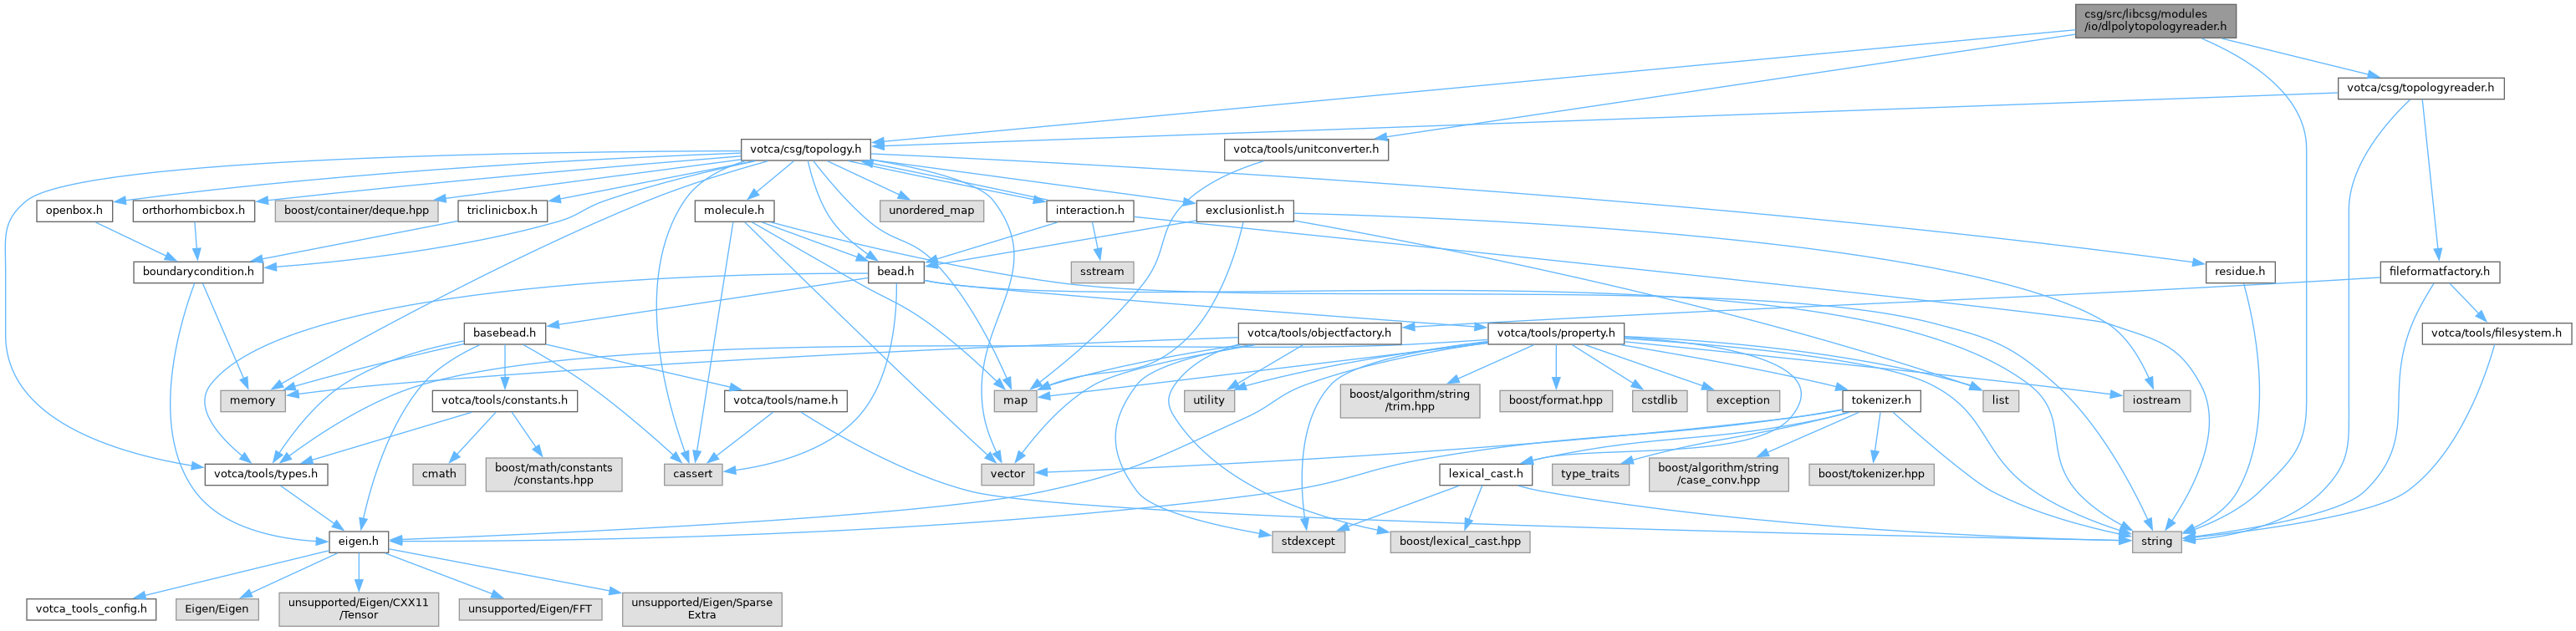 csg/src/libcsg/modules
/io/dlpolytopologyreader.h
votca/csg/topologyreader.h
votca/csg/topology.h
votca/tools/unitconverter.h
openbox.h
orthorhombicbox.h
boost/container/deque.hpp
triclinicbox.h
molecule.h
unordered_map
interaction.h
exclusionlist.h
boundarycondition.h
bead.h
sstream
residue.h
fileformatfactory.h
basebead.h
votca/tools/objectfactory.h
votca/tools/property.h
votca/tools/filesystem.h
memory
votca/tools/constants.h
votca/tools/name.h
map
utility
boost/algorithm/string
/trim.hpp
boost/format.hpp
cstdlib
exception
tokenizer.h
list
iostream
votca/tools/types.h
cmath
boost/math/constants
/constants.hpp
cassert
vector
lexical_cast.h
type_traits
boost/algorithm/string
/case_conv.hpp
boost/tokenizer.hpp
eigen.h
stdexcept
boost/lexical_cast.hpp
string
votca_tools_config.h
Eigen/Eigen
unsupported/Eigen/CXX11
/Tensor
unsupported/Eigen/FFT
unsupported/Eigen/Sparse
Extra